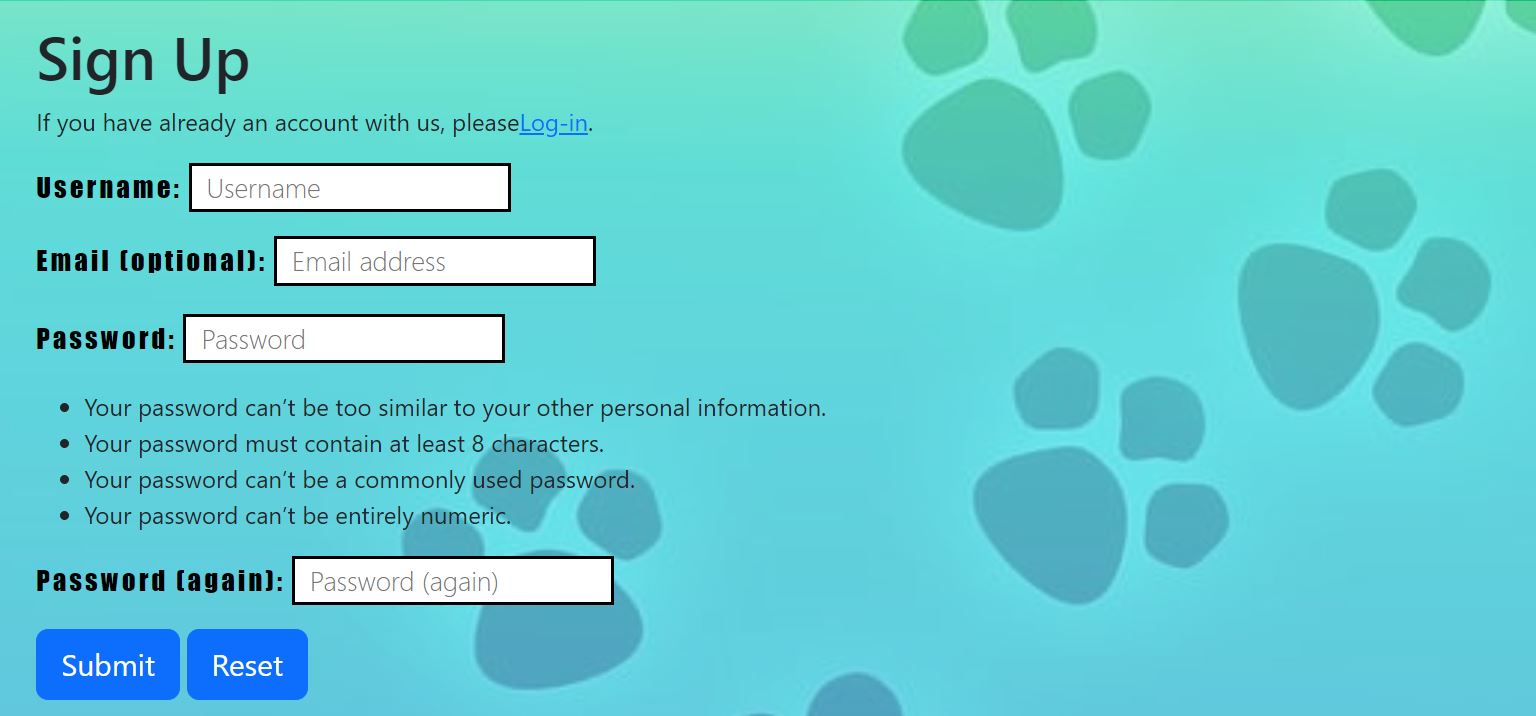 Sign Up
If you have already an account with us, pleaseLog-in.
Username: Username
Email (optional): Email address
Password: Password
• Your password can’t be too similar to your other personal information.
• Your password must contain at least 8 characters.
• Your password can’t be a commonly used password.
• Your password can’t be entirely numeric.
Password (again): Password (again)
Submit Reset